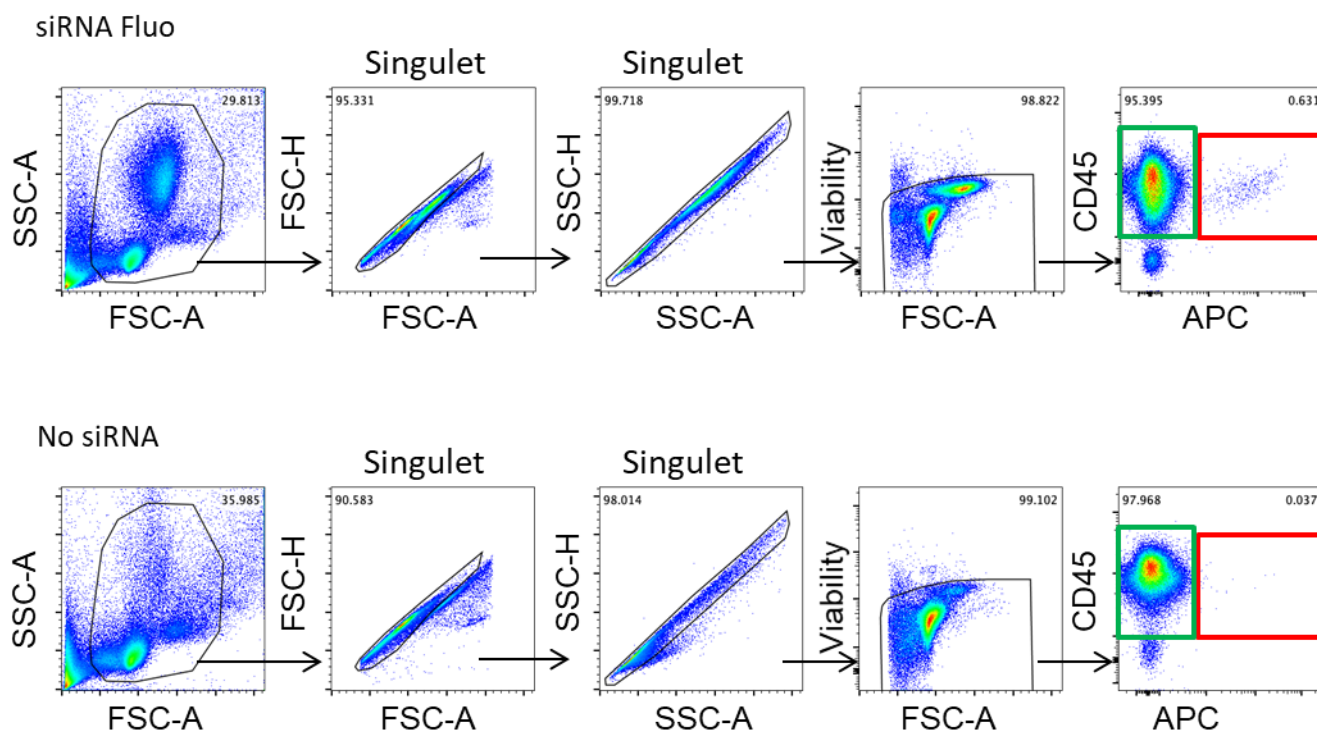 siRNA Fluo
Singulet
Singulet
SSC-A
29.813
FSC-A
FSC-H
95.331
FSC-A
SSC-H
99.718
SSC-A
Viability
98.822
FSC-A
CD45
95.395
0.631
APC
No siRNA
Singulet
Singulet
SSC-A
35.985
FSC-A
FSC-H
90.583
FSC-A
SSC-H
98.014
SSC-A
Viability
99.102
FSC-A
CD45
97.968
0.037
APC